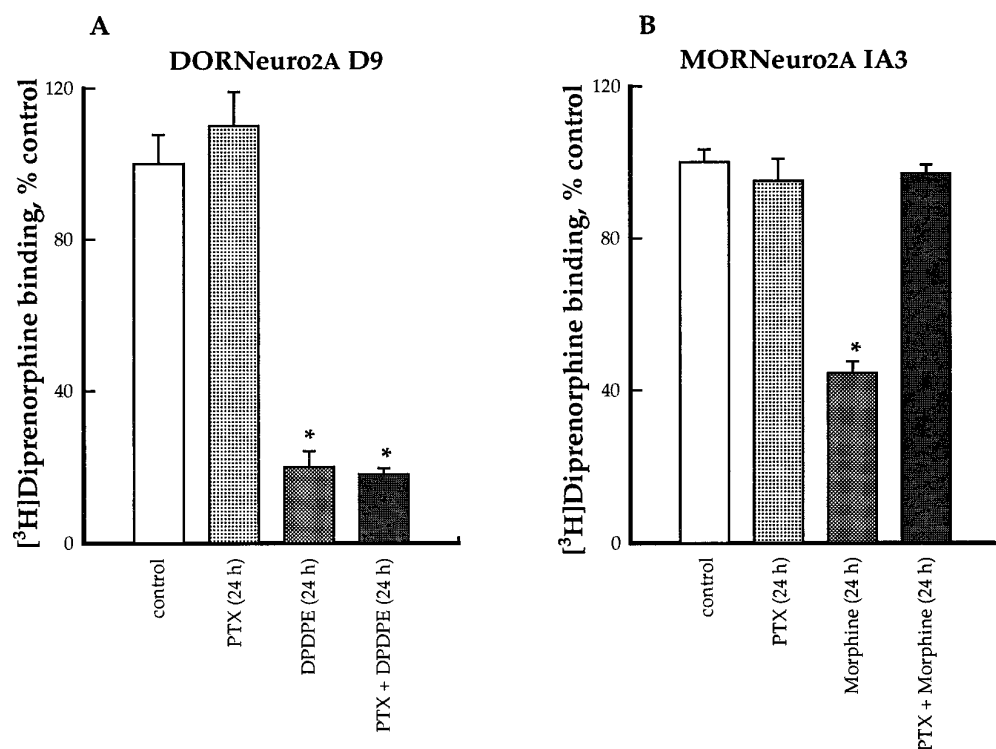 A
DORNeuro2A D9
[³H]Diprenorphine binding, % control
120
80
40
0
*
*
control
PTX (24 h)
DPDPE (24 h)
PTX + DPDPE (24 h)
B
MORNeuro2A IA3
[³H]Diprenorphine binding, % control
120
80
40
0
*
control
PTX (24 h)
Morphine (24 h)
PTX + Morphine (24 h)